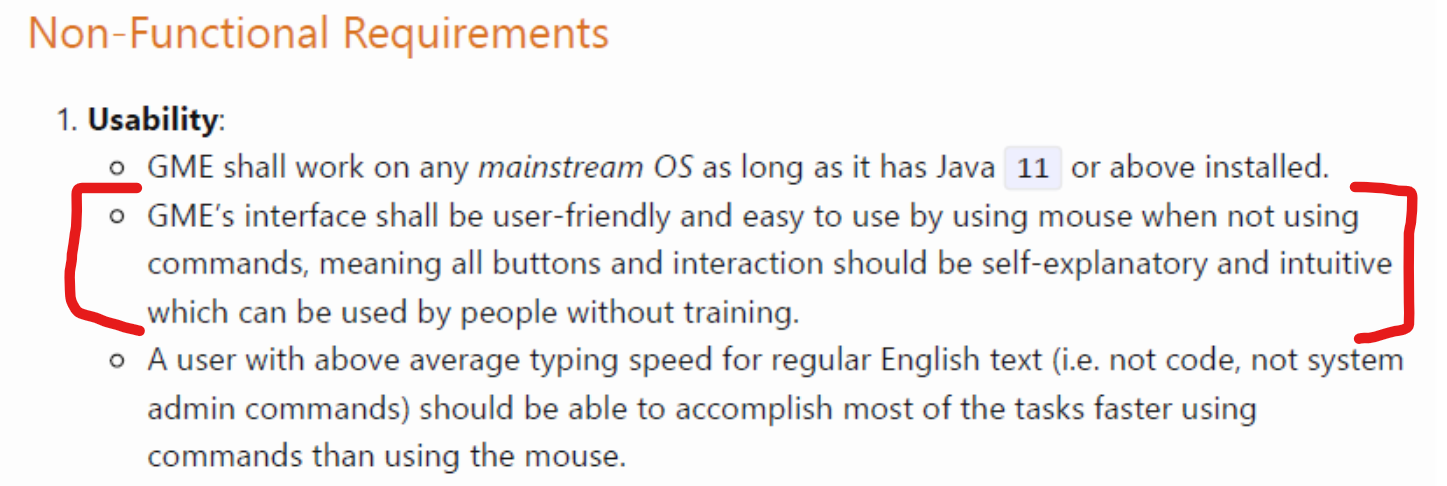 Non-Functional Requirements
1. Usability:
○ GME shall work on any mainstream OS as long as it has Java 11 or above installed.
○ GME’s interface shall be user-friendly and easy to use by using mouse when not using
commands, meaning all buttons and interaction should be self-explanatory and intuitive
which can be used by people without training.
○ A user with above average typing speed for regular English text (i.e. not code, not system
admin commands) should be able to accomplish most of the tasks faster using
commands than using the mouse.